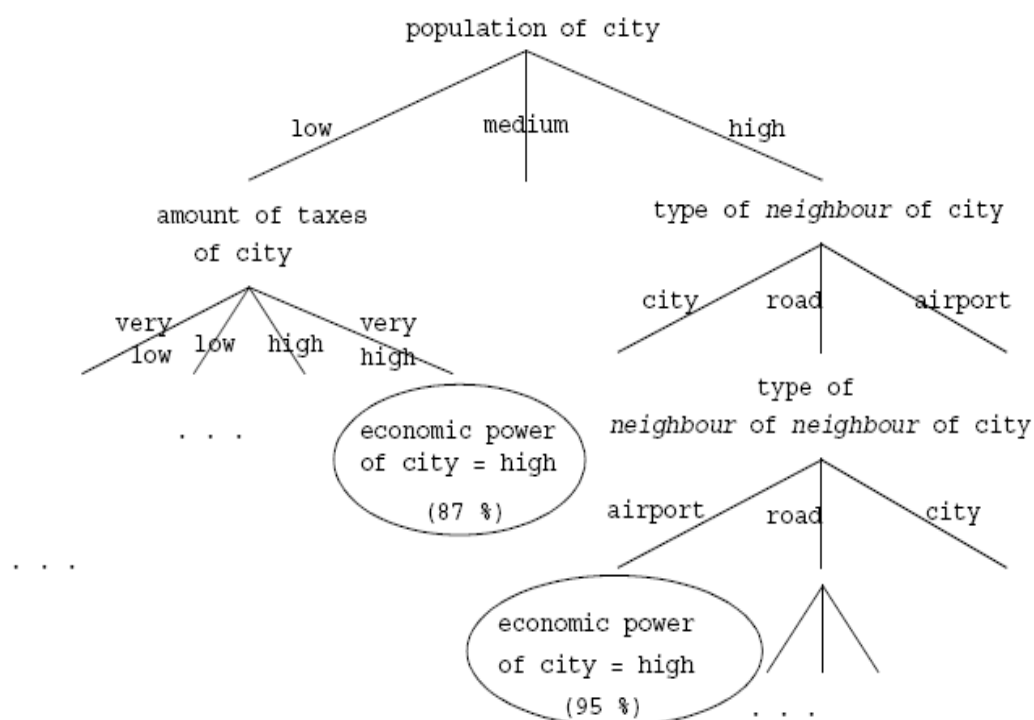 population of city
low
medium
high
amount of taxes
of city
type of neighbour of city
very
low
low
high
very
high
city
road
airport
type of
neighbour of neighbour of city
. . .
economic power
of city = high
(87 %)
airport
road
city
. . .
economic power
of city = high
(95 %)
. . .